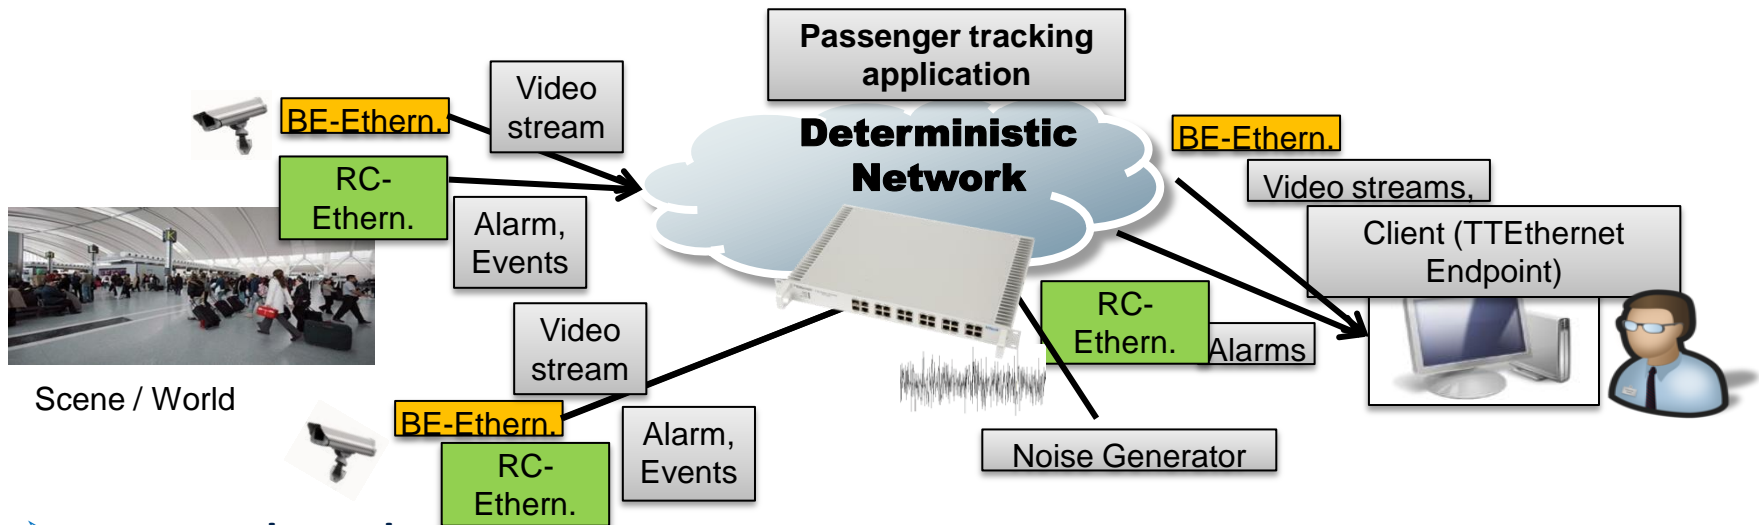 Passenger tracking
application
Video
stream
BE-Ethern.
Deterministic
Network
BE-Ethern.
RC-
Ethern.
Video streams,
Alarm,
Events
Client (TTEthernet
Endpoint)
RC-
Ethern.
Alarms
Video
stream
Scene / World
BE-Ethern.
Alarm,
Events
Noise Generator
RC-
Ethern.